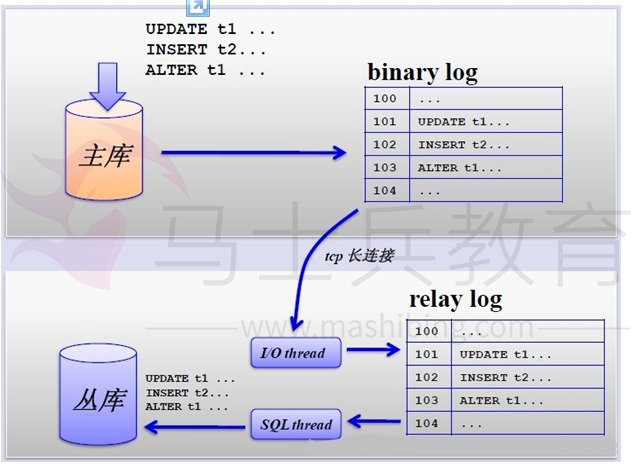 UPDATE t1 ...
INSERT t2...
ALTER t1 ...
binary log
100 ...
101 UPDATE t1...
102 INSERT t2...
103 ALTER t1...
104 ...
主库
马士兵教育
tcp 长连接
www.mashibing.com
relay log
100 ...
101 UPDATE t1...
102 INSERT t2...
103 ALTER t1...
104 ...
I/O thread
UPDATE t1 ...
INSERT t2...
ALTER t1 ...
丛库
SQL thread